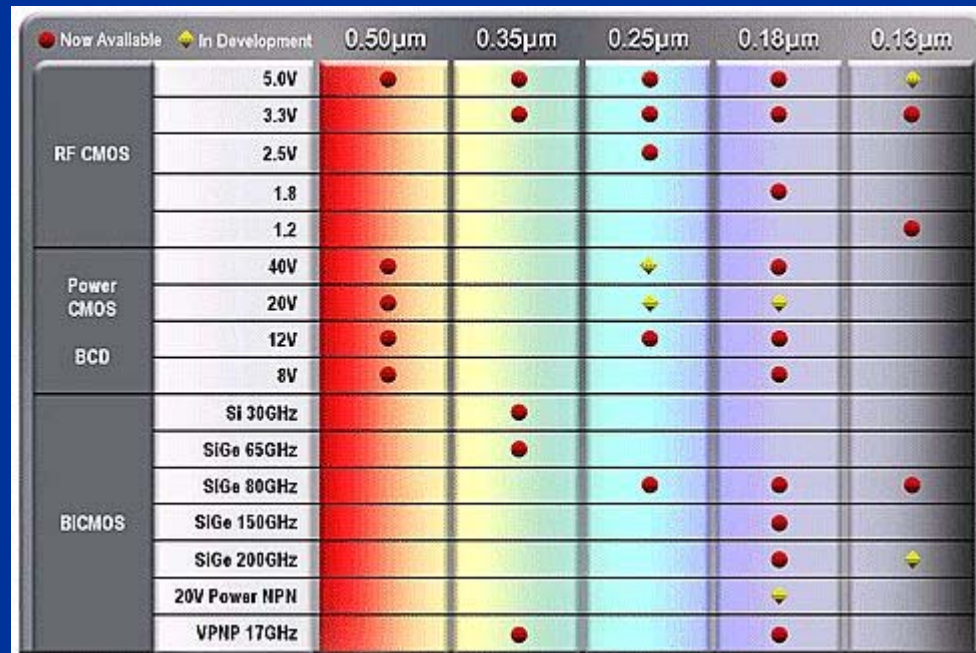 Now Available In Development 0.50µm 0.35µm 0.25µm 0.18µm 0.13µm
RF CMOS
5.0V
3.3V
2.5V
1.8
1.2
Power
CMOS
BCD
40V
20V
12V
8V
BICMOS
Si 30GHz
SiGe 65GHz
SiGe 80GHz
SiGe 150GHz
SiGe 200GHz
20V Power NPN
VPNP 17GHz